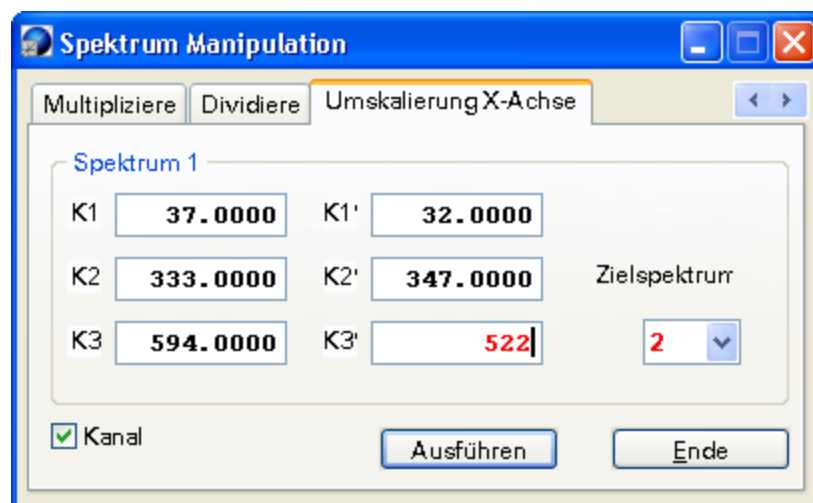 Spektrum Manipulation
Multipliziere Dividiere Umskalierung X-Achse
Spektrum 1
K1 37.0000 K1' 32.0000
K2 333.0000 K2' 347.0000 Zielspektrum
K3 594.0000 K3' 522 2
Kanal Ausführen Ende